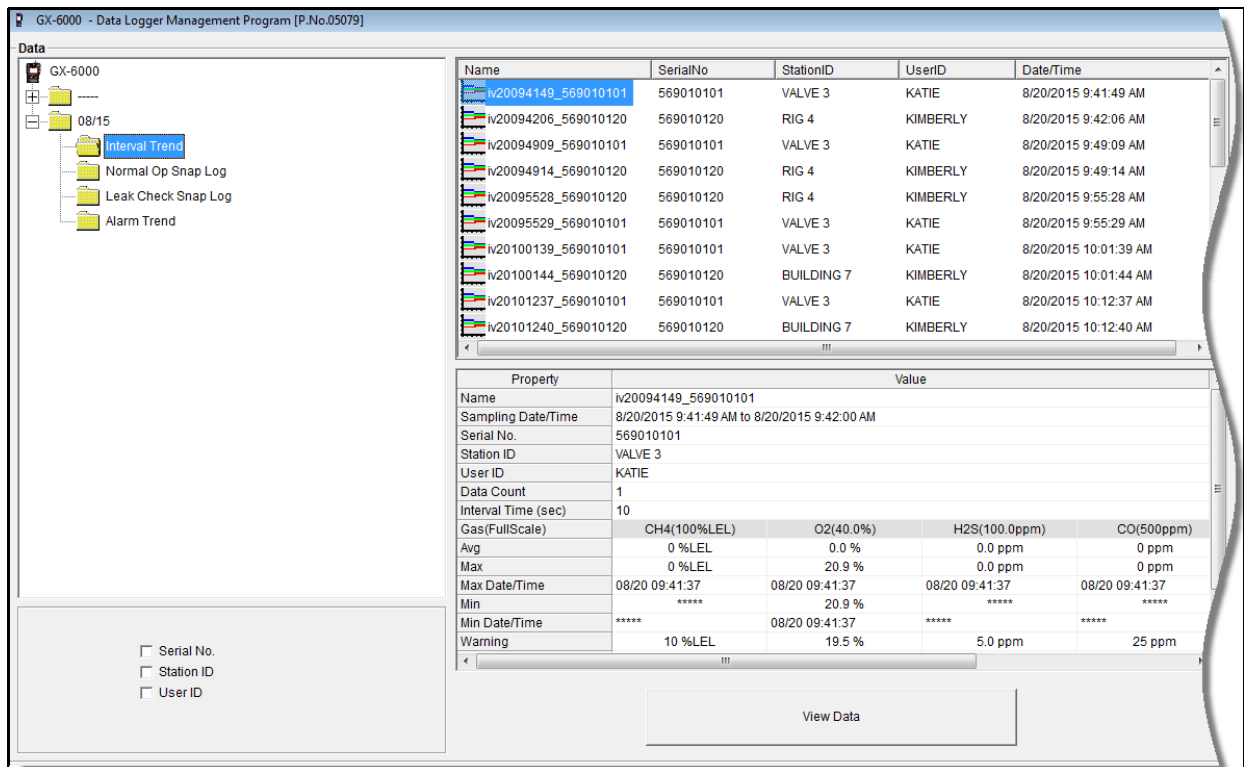 GX-6000 - Data Logger Management Program [P.No.05079]
Data
GX-6000
-----
08/15
Interval Trend
Normal Op Snap Log
Leak Check Snap Log
Alarm Trend
Serial No.
Station ID
User ID
Name SerialNo StationID UserID Date/Time
iv20094149_569010101 569010101 VALVE 3 KATIE 8/20/2015 9:41:49 AM
iv20094206_569010120 569010120 RIG 4 KIMBERLY 8/20/2015 9:42:06 AM
iv20094909_569010101 569010101 VALVE 3 KATIE 8/20/2015 9:49:09 AM
iv20094914_569010120 569010120 RIG 4 KIMBERLY 8/20/2015 9:49:14 AM
iv20095528_569010120 569010120 RIG 4 KIMBERLY 8/20/2015 9:55:28 AM
iv20095529_569010101 569010101 VALVE 3 KATIE 8/20/2015 9:55:29 AM
iv20100139_569010101 569010101 VALVE 3 KATIE 8/20/2015 10:01:39 AM
iv20100144_569010120 569010120 BUILDING 7 KIMBERLY 8/20/2015 10:01:44 AM
iv20101237_569010101 569010101 VALVE 3 KATIE 8/20/2015 10:12:37 AM
iv20101240_569010120 569010120 BUILDING 7 KIMBERLY 8/20/2015 10:12:40 AM
Property Value
Name iv20094149_569010101
Sampling Date/Time 8/20/2015 9:41:49 AM to 8/20/2015 9:42:00 AM
Serial No. 569010101
Station ID VALVE 3
User ID KATIE
Data Count 1
Interval Time (sec) 10
Gas(FullScale) CH4(100%LEL) O2(40.0%) H2S(100.0ppm) CO(500ppm)
Avg 0 %LEL 0.0 % 0.0 ppm 0 ppm
Max 0 %LEL 20.9 % 0.0 ppm 0 ppm
Max Date/Time 08/20 09:41:37 08/20 09:41:37 08/20 09:41:37 08/20 09:41:37
Min ***** 20.9 % ***** *****
Min Date/Time ***** 08/20 09:41:37 ***** *****
Warning 10 %LEL 19.5 % 5.0 ppm 25 ppm
View Data